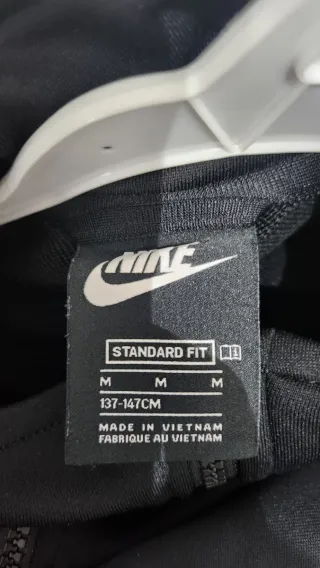 NIKE
STANDARD FIT
M M M
137-147CM
MADE IN VIETNAM
FABRIQUE AU VIETNAM